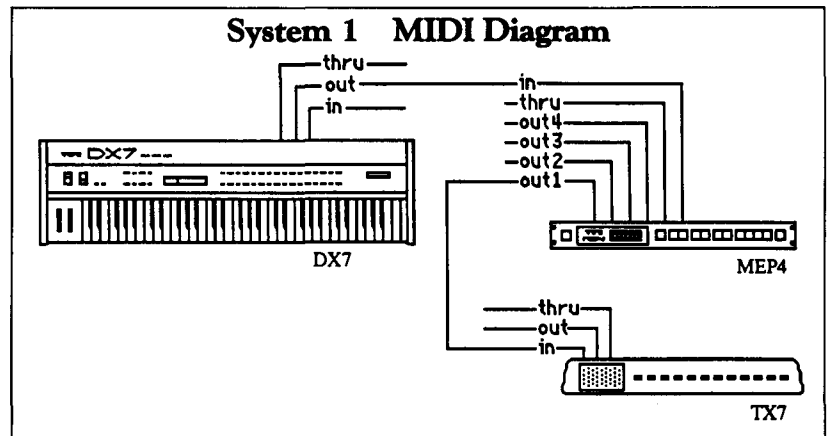 System 1 MIDI Diagram
thru
out
in
in
thru
out4
out3
out2
out1
DX7
DX7
MEP4
thru
out
in
TX7